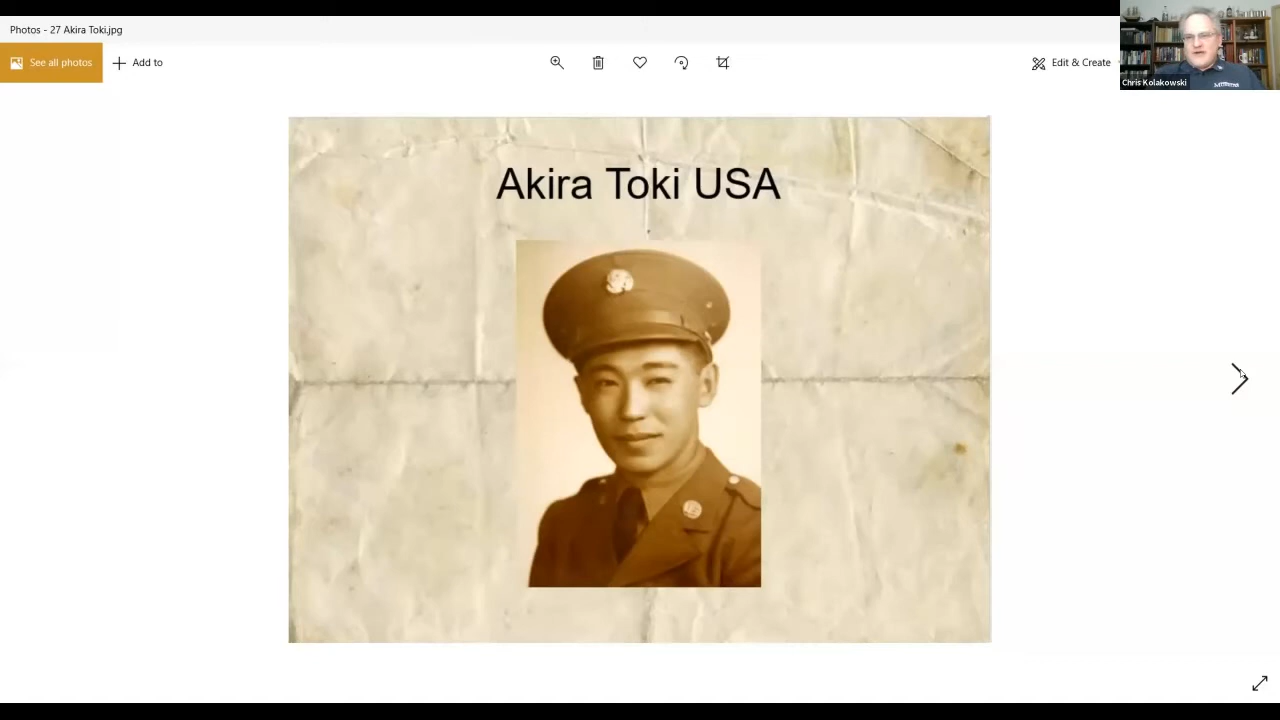 Photos - 27 Akira Toki.jpg
See all photos
Add to
Edit & Create
Chris Kolakowski
Akira Toki USA